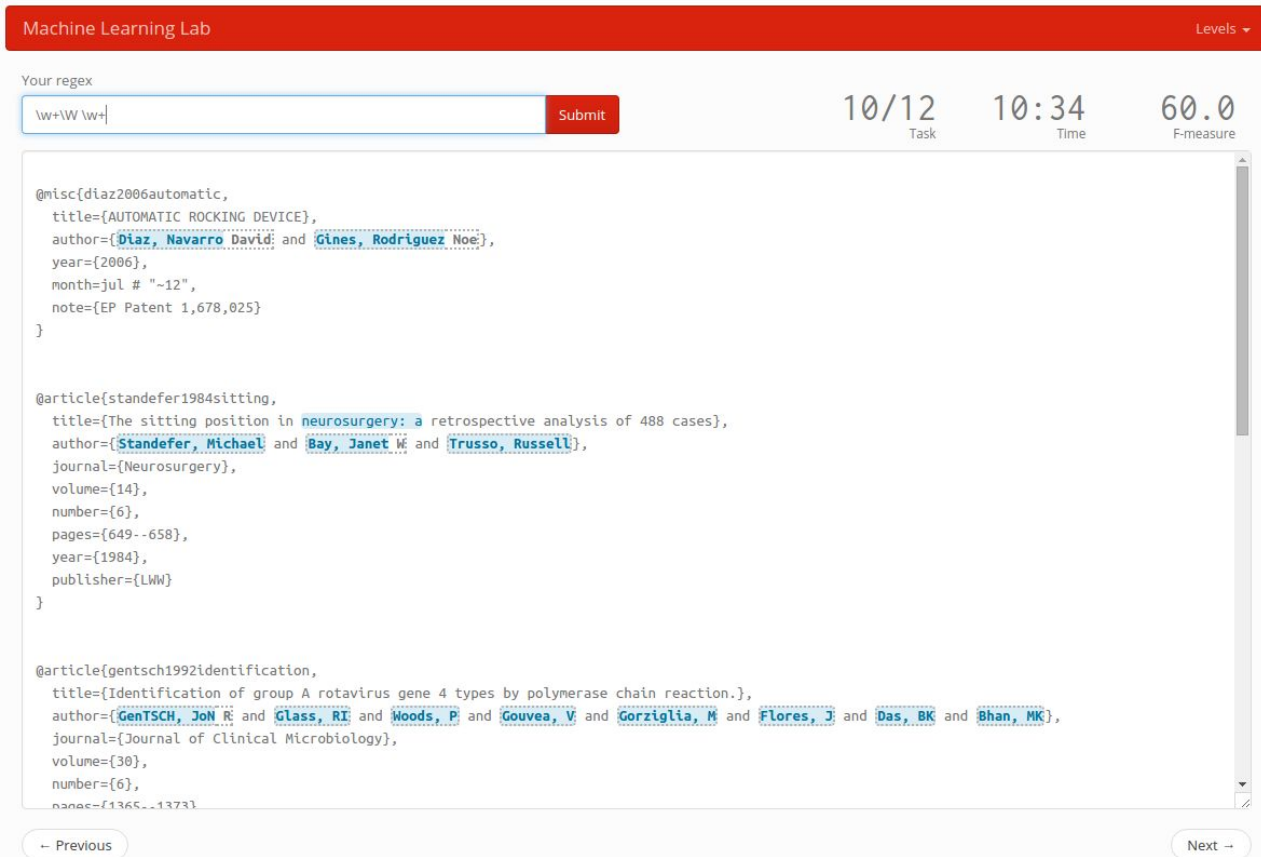 Machine Learning Lab
Levels
Your regex
\w+\W \w+
Submit
10/12
Task
10:34
Time
60.0
F-measure
@misc{diaz2006automatic,
title={AUTOMATIC ROCKING DEVICE},
author={Diaz, Navarro David and Gines, Rodriguez Noe},
year={2006},
month=jul # "~12",
note={EP Patent 1,678,025}
}
@article{standefer1984sitting,
title={The sitting position in neurosurgery: a retrospective analysis of 488 cases},
author={Standefer, Michael and Bay, Janet W and Trusso, Russell},
journal={Neurosurgery},
volume={14},
number={6},
pages={649--658},
year={1984},
publisher={LWW}
}
@article{gentsch1992identification,
title={Identification of group A rotavirus gene 4 types by polymerase chain reaction.},
author={GenTSCH, JoN R and Glass, RI and Woods, P and Gouvea, V and Gorziglia, M and Flores, J and Das, BK and Bhan, MK},
journal={Journal of Clinical Microbiology},
volume={30},
number={6},
pages={1365--1373}
← Previous
Next →